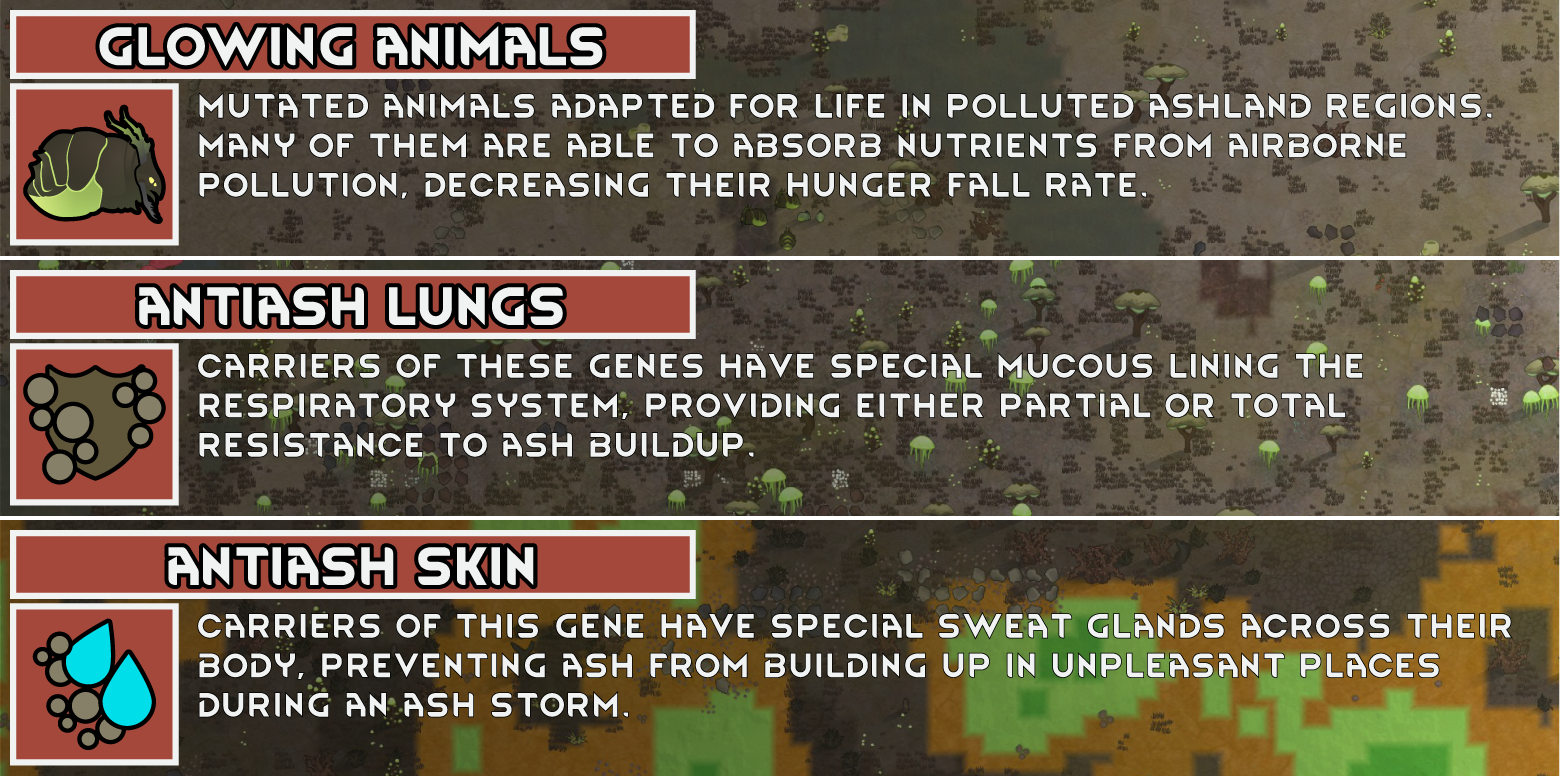 GLOWING ANIMALS
MUTATED ANIMALS ADAPTED FOR LIFE IN POLLUTED ASHLAND REGIONS.
MANY OF THEM ARE ABLE TO ABSORB NUTRIENTS FROM AIRBORNE
POLLUTION, DECREASING THEIR HUNGER FALL RATE.
ANTIASH LUNGS
CARRIERS OF THESE GENES HAVE SPECIAL MUCOUS LINING THE
RESPIRATORY SYSTEM, PROVIDING EITHER PARTIAL OR TOTAL
RESISTANCE TO ASH BUILDUP.
ANTIASH SKIN
CARRIERS OF THIS GENE HAVE SPECIAL SWEAT GLANDS ACROSS THEIR
BODY, PREVENTING ASH FROM BUILDING UP IN UNPLEASANT PLACES
DURING AN ASH STORM.